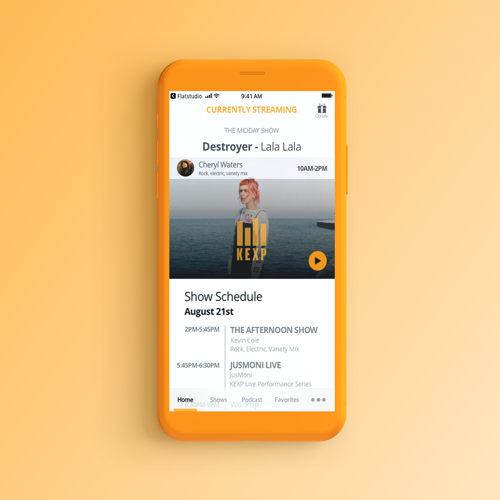 Flatstudio
9:41 AM
CURRENTLY STREAMING
Donate
THE MIDDAY SHOW
Destroyer - Lala Lala
Cheryl Waters
Rock, electric, variety mix
10AM-2PM
KEXP
Show Schedule
August 21st
2PM-5:45PM
THE AFTERNOON SHOW
Kevin Cole
Rock, Electric, Variety Mix
5:45PM-6:30PM
JUSMONI LIVE
JusMoni
KEXP Live Performance Series
Home
Shows
Podcast
Favorites
Wo' Pop